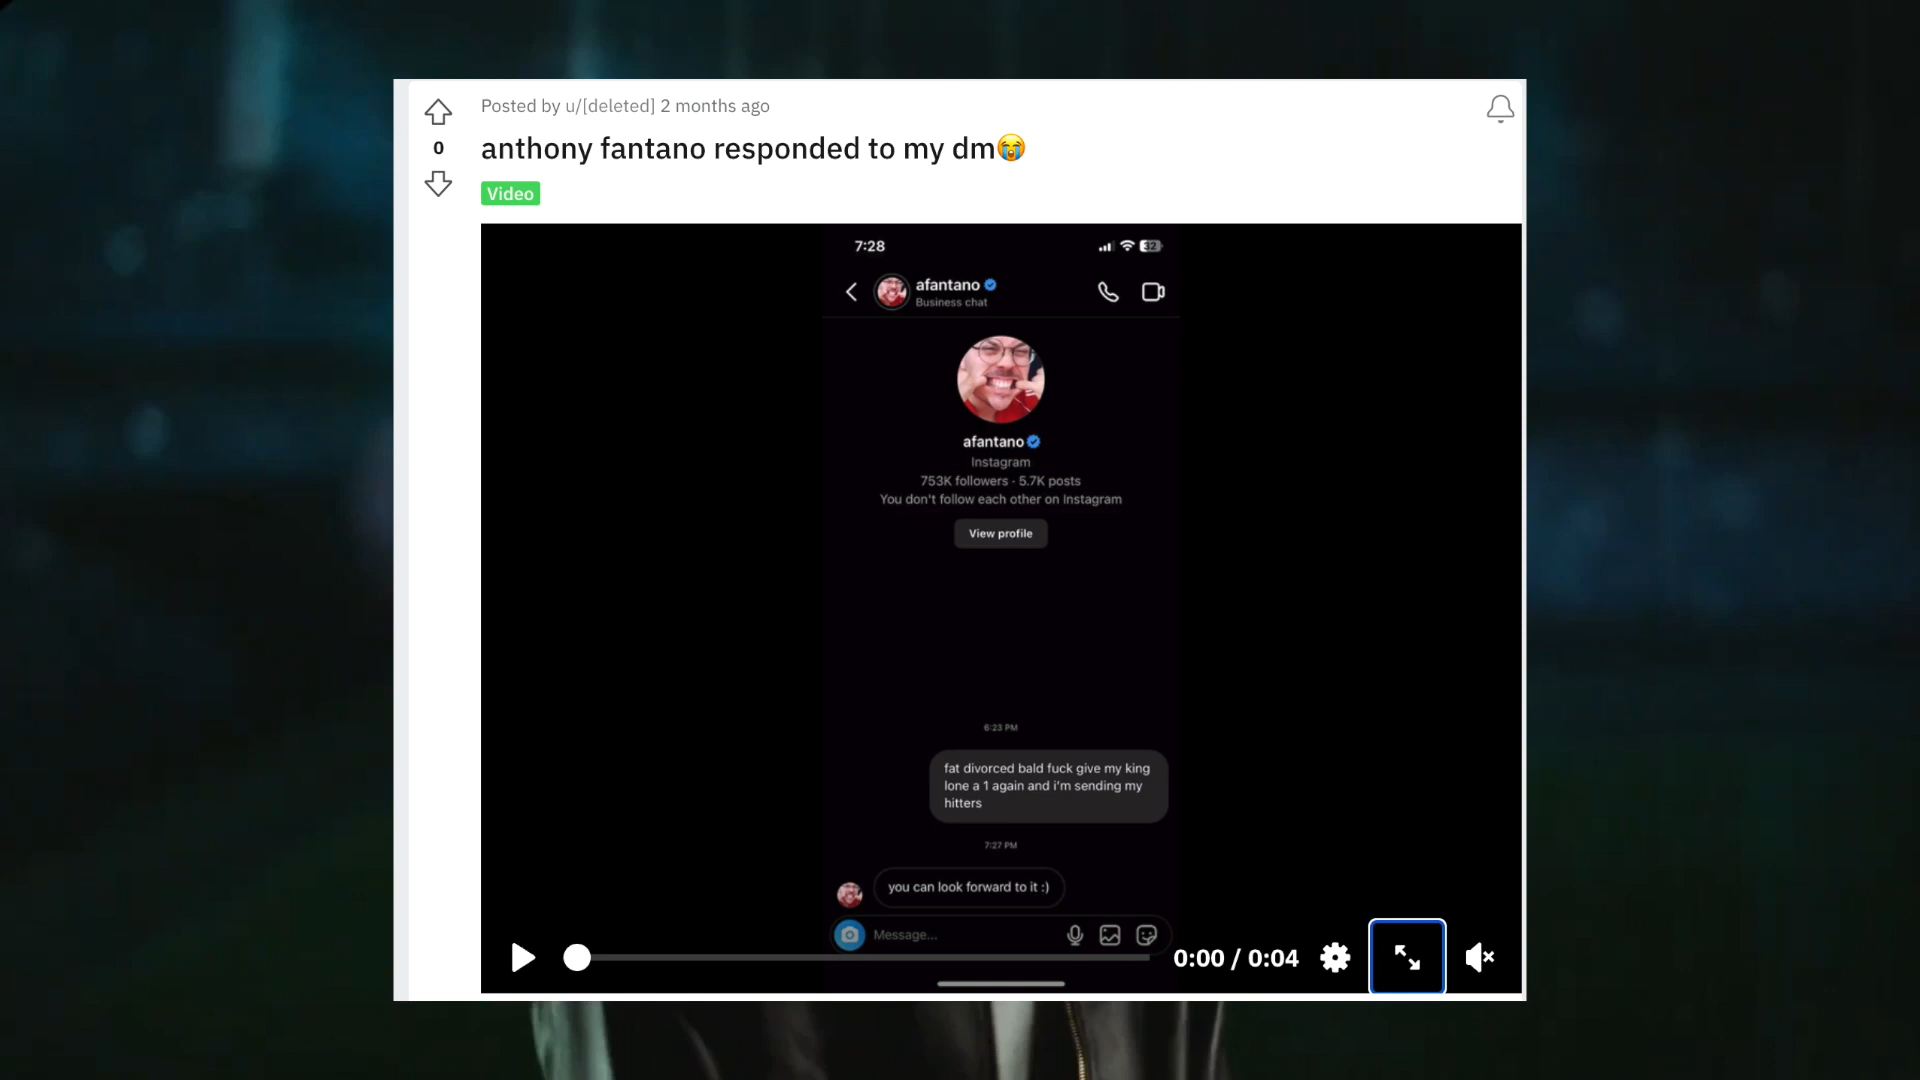 Posted by u/[deleted] 2 months ago
0
anthony fantano responded to my dm😭
Video
7:28
32
afantano
Business chat
afantano
Instagram
753K followers · 5.7K posts
You don't follow each other on Instagram
View profile
6:23 PM
fat divorced bald fuck give my king
lone a 1 again and i'm sending my
hitters
7:27 PM
you can look forward to it :)
Message...
0:00 / 0:04